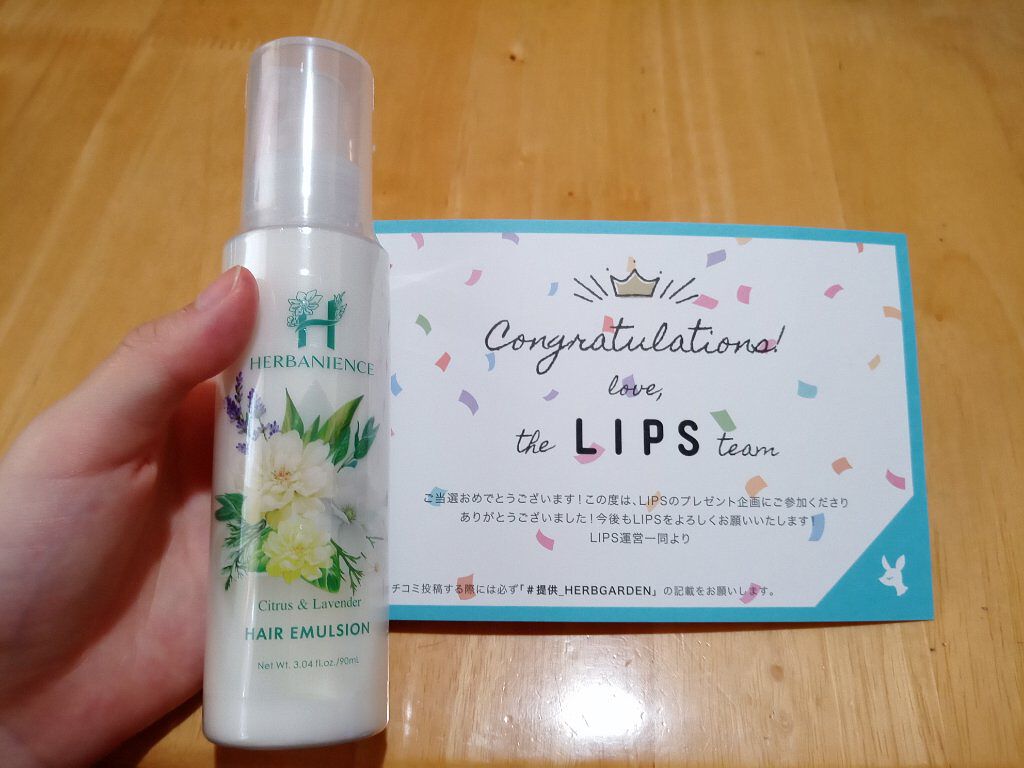 H
HERBANIENCE
Citrus & Lavender
HAIR EMULSION
Net Wt. 3.04 fl.oz./90mL
Congratulations!
love,
the LIPS team
ご当選おめでとうございます！この度は、LIPSのプレゼント企画にご参加くださり
ありがとうございました！今後もLIPSをよろしくお願いいたします！
LIPS運営一同より
チコミ投稿する際には必ず「#提供_HERBGARDEN」の記載をお願いします。